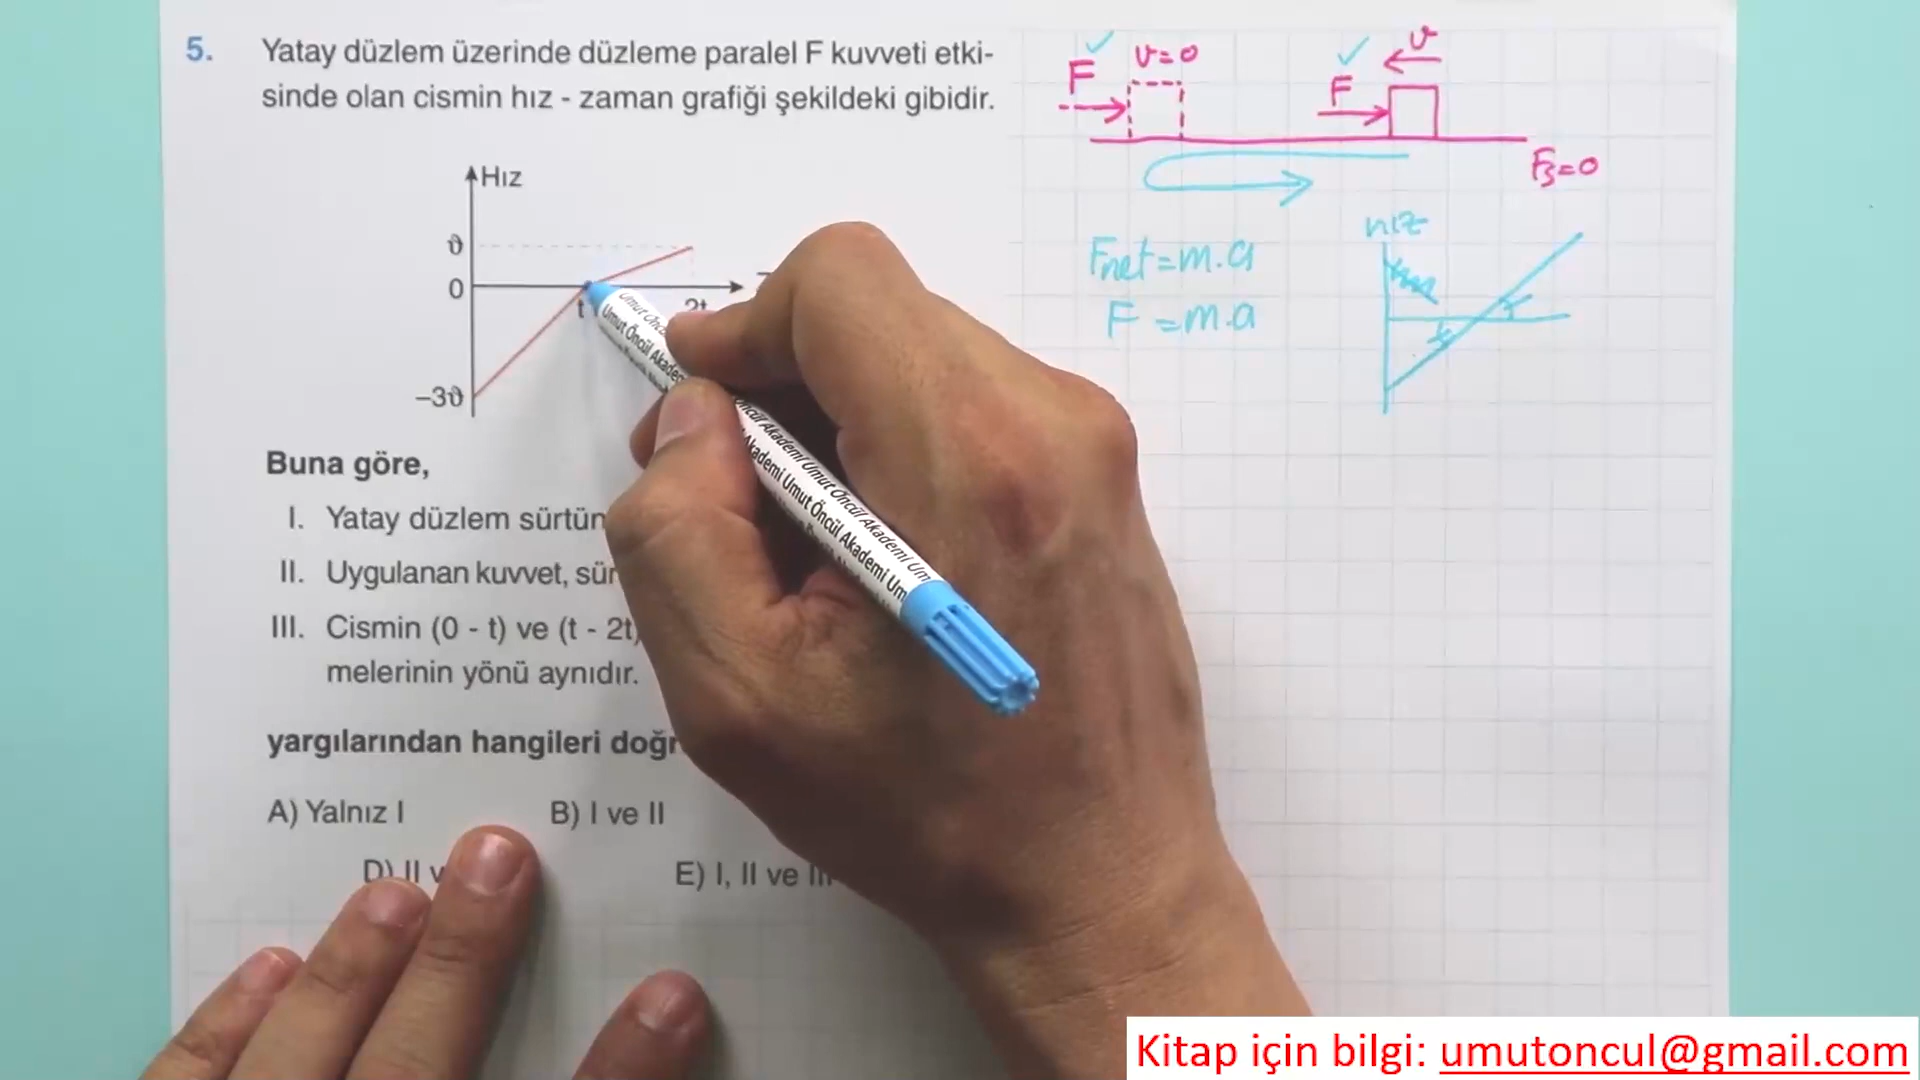 5. Yatay düzlem üzerinde düzleme paralel F kuvveti etki-
sinde olan cismin hız - zaman grafiği şekildeki gibidir.
Hız
ϑ
0
t
2t
–3ϑ
Buna göre,
I. Yatay düzlem
II. Uygulanan kuvvet,
III. Cismin (0 - t) ve (t - 2t)
melerinin yönü aynıdır.
yargılarından hangileri
A) Yalnız I B) I ve II
D) II E) I, II ve III
F v=0
F v
Fs=0
Fnet=m.a
F =m.a
hız
Umut Öncül Akademi Umut Öncül Akademi Um
Kitap için bilgi: umutoncul@gmail.com